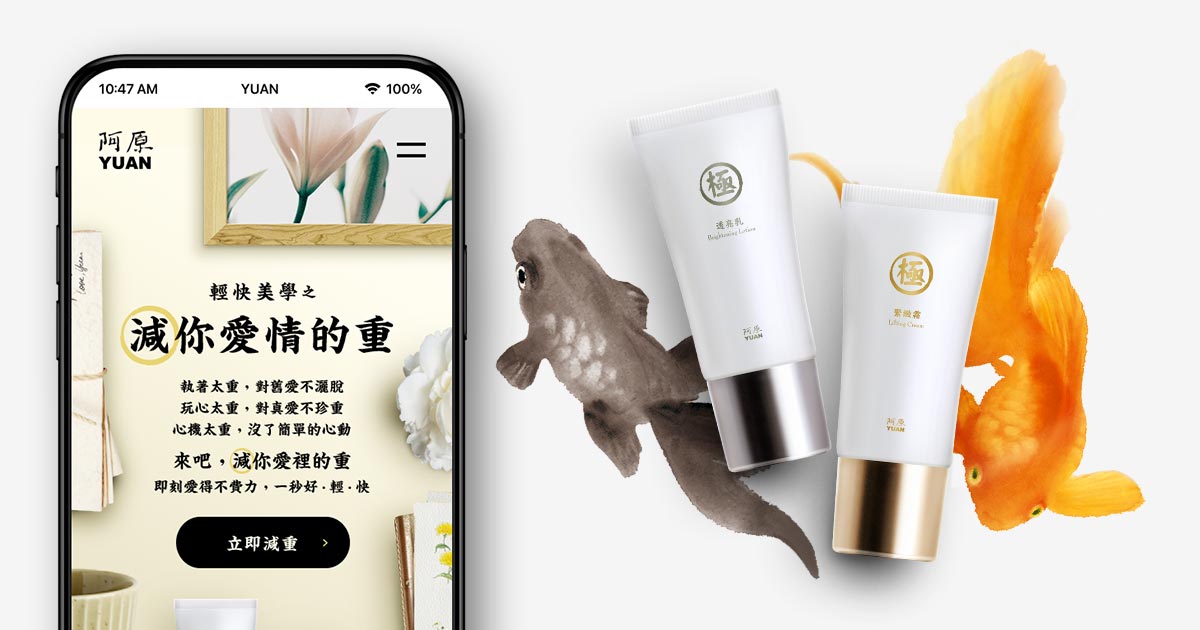 10:47 AM
YUAN
100%
阿原
YUAN
love, Yuan
輕快美學之
減你愛情的重
執著太重，對舊愛不灑脫
玩心太重，對真愛不珍重
心機太重，沒了簡單的心動
來吧，減你愛裡的重
即刻愛得不費力，一秒好·輕·快
立即減重
極
透亮乳
Brightening Lotion
阿原
YUAN
極
緊緻霜
Lifting Cream
阿原
YUAN